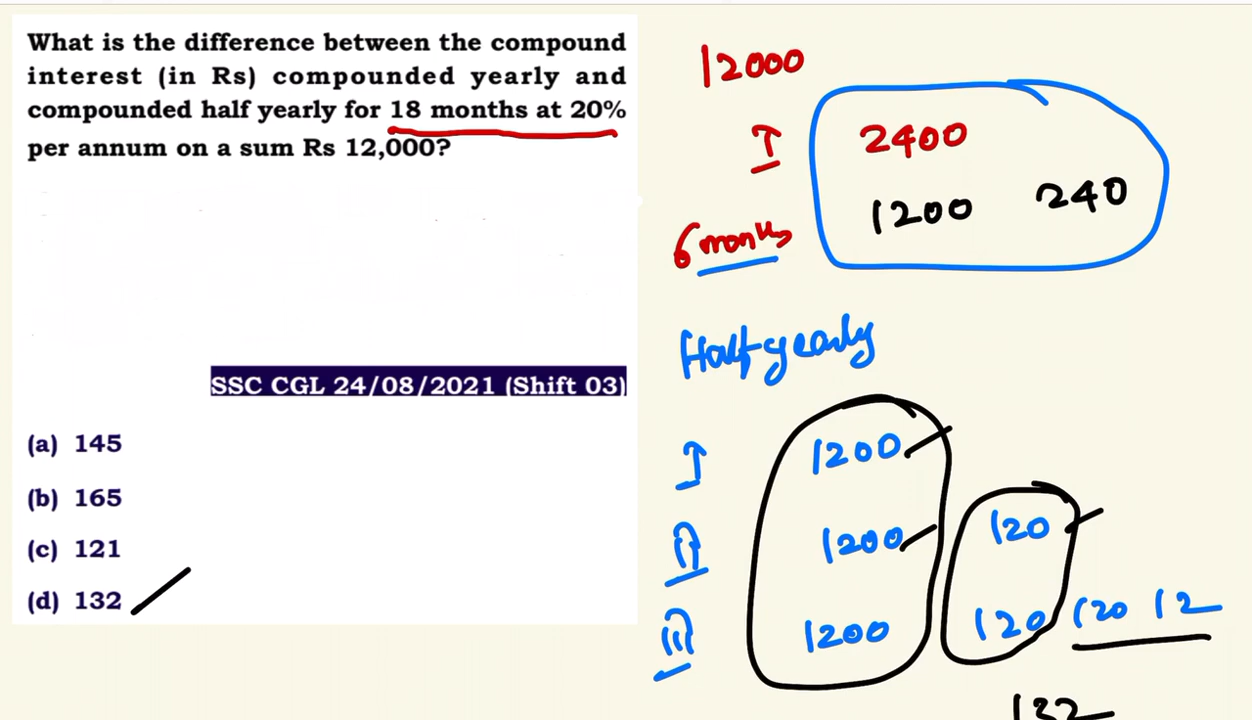 What is the difference between the compound
interest (in Rs) compounded yearly and
compounded half yearly for 18 months at 20%
per annum on a sum Rs 12,000?
SSC CGL 24/08/2021 (Shift 03)
(a) 145
(b) 165
(c) 121
(d) 132
12000
I 2400
6 months 1200 240
Half yearly
I 1200
II 1200 120
III 1200 120 120 12
132